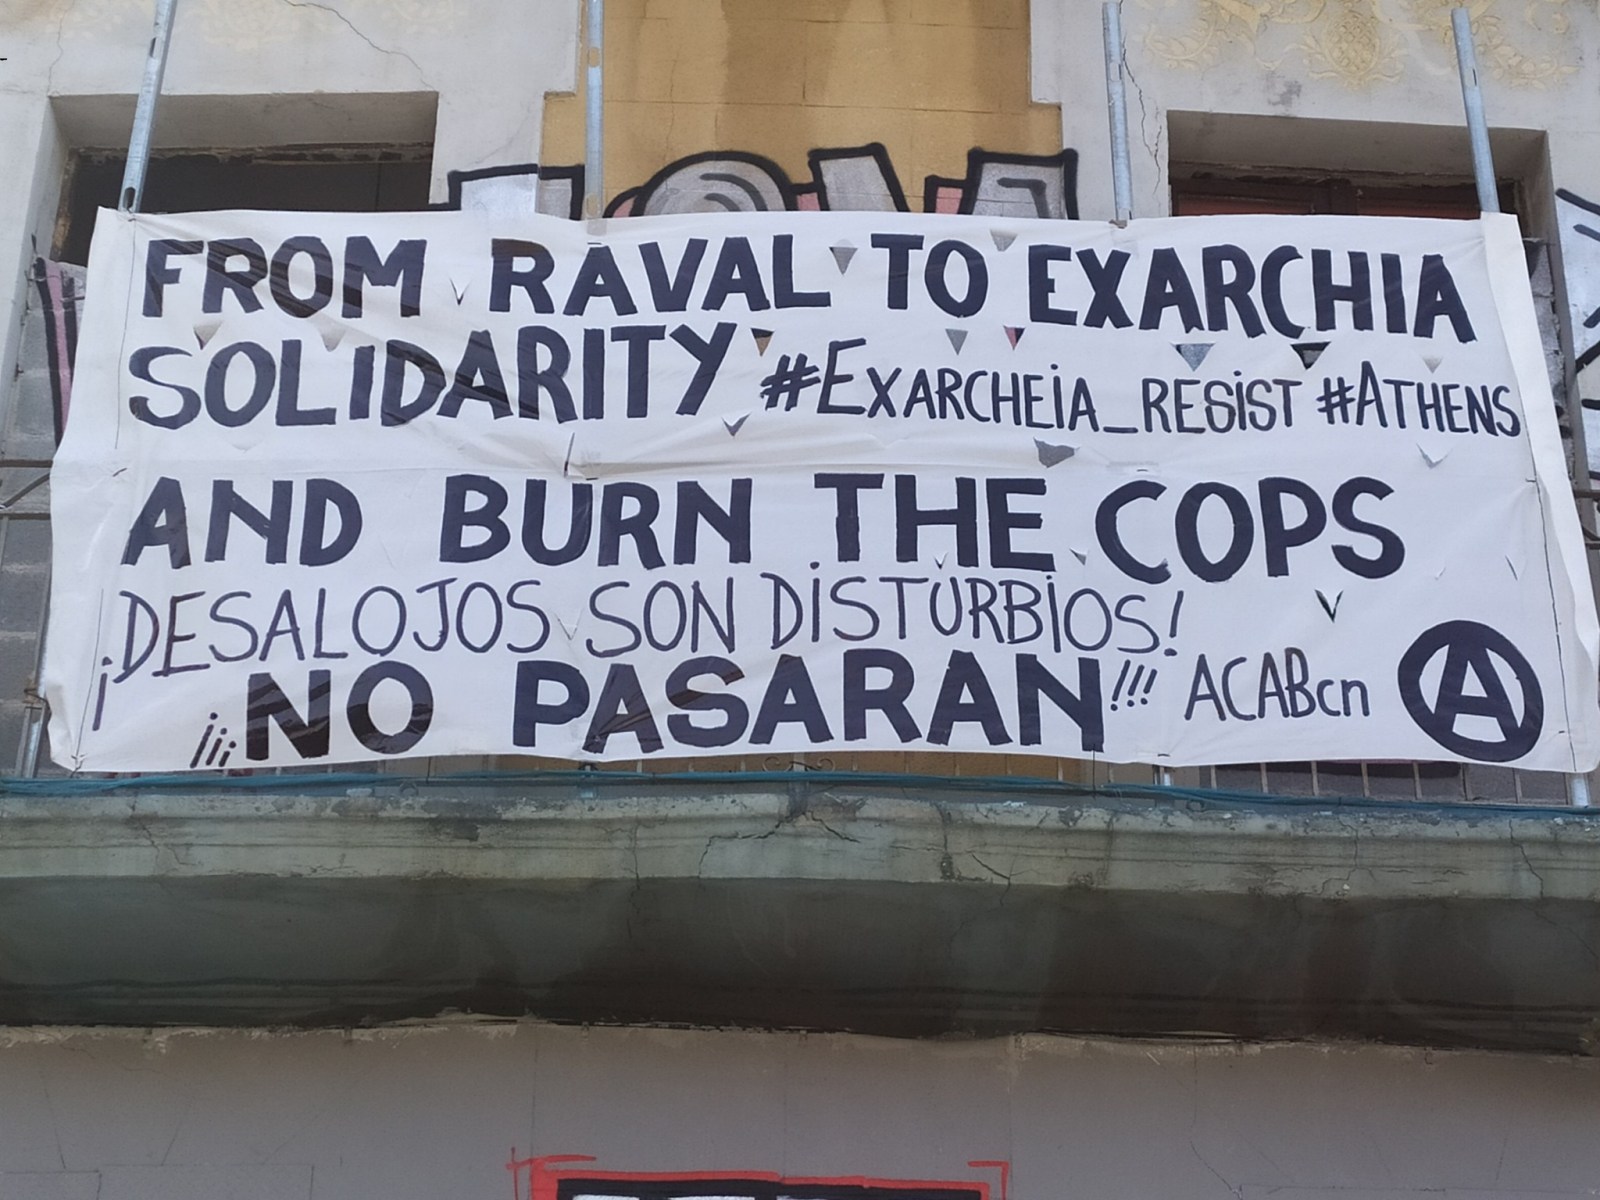 FROM RAVAL TO EXARCHIA
SOLIDARITY #EXARCHEiA_RESiST #ATHENS
AND BURN THE COPS
¡DESALOJOS SON DiSTURBiOS!
¡¡¡NO PASARAN!!! ACABcn
A